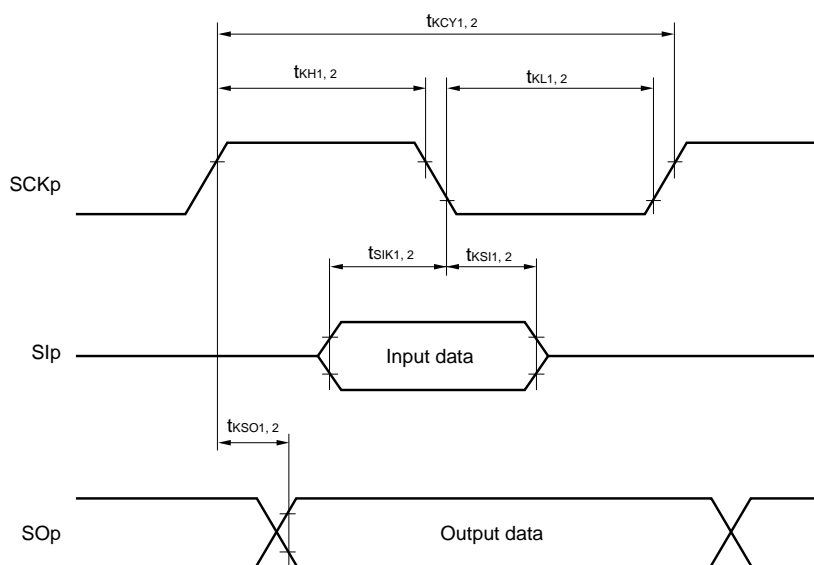 tKCY1, 2
tKH1, 2
tKL1, 2
SCKp
tSIK1, 2
tKSI1, 2
SIp
Input data
tKSO1, 2
SOp
Output data